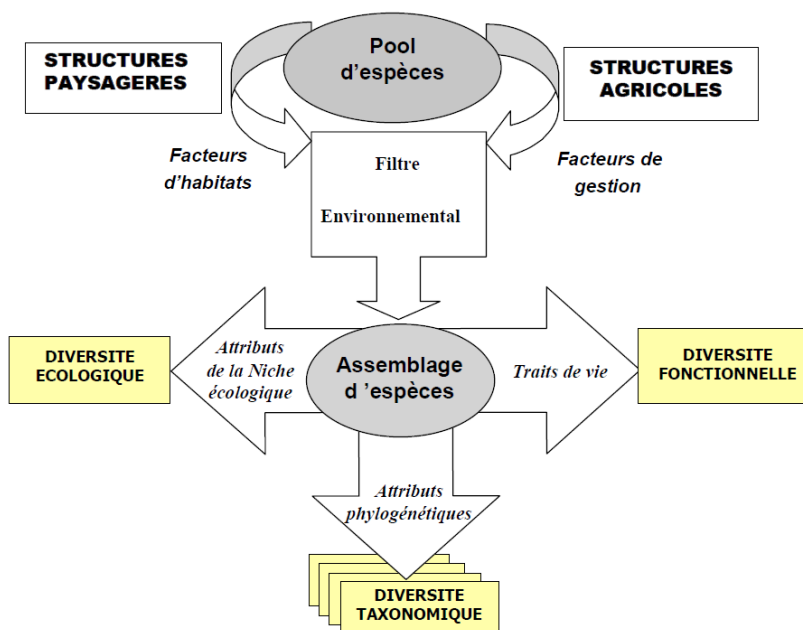 STRUCTURES
PAYSAGERES
Pool
d'espèces
STRUCTURES
AGRICOLES
Facteurs
d'habitats
Filtre
Environnemental
Facteurs de
gestion
DIVERSITE
ECOLOGIQUE
Attributs
de la Niche
écologique
Assemblage
d 'espèces
Traits de vie
DIVERSITE
FONCTIONNELLE
Attributs
phylogénétiques
DIVERSITE
TAXONOMIQUE